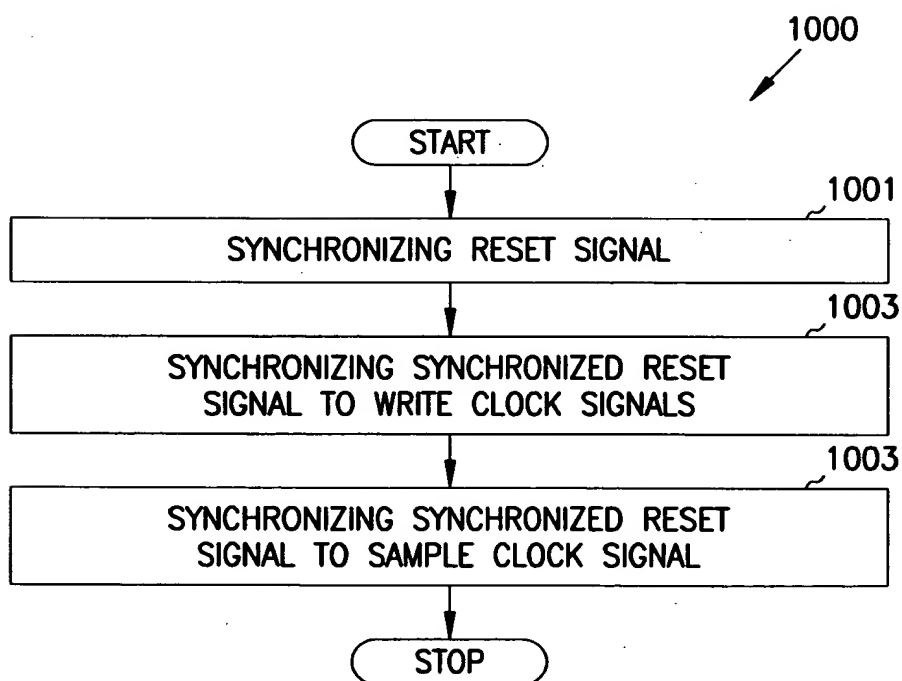 1000
START
1001
SYNCHRONIZING RESET SIGNAL
1003
SYNCHRONIZING SYNCHRONIZED RESET
SIGNAL TO WRITE CLOCK SIGNALS
1003
SYNCHRONIZING SYNCHRONIZED RESET
SIGNAL TO SAMPLE CLOCK SIGNAL
STOP